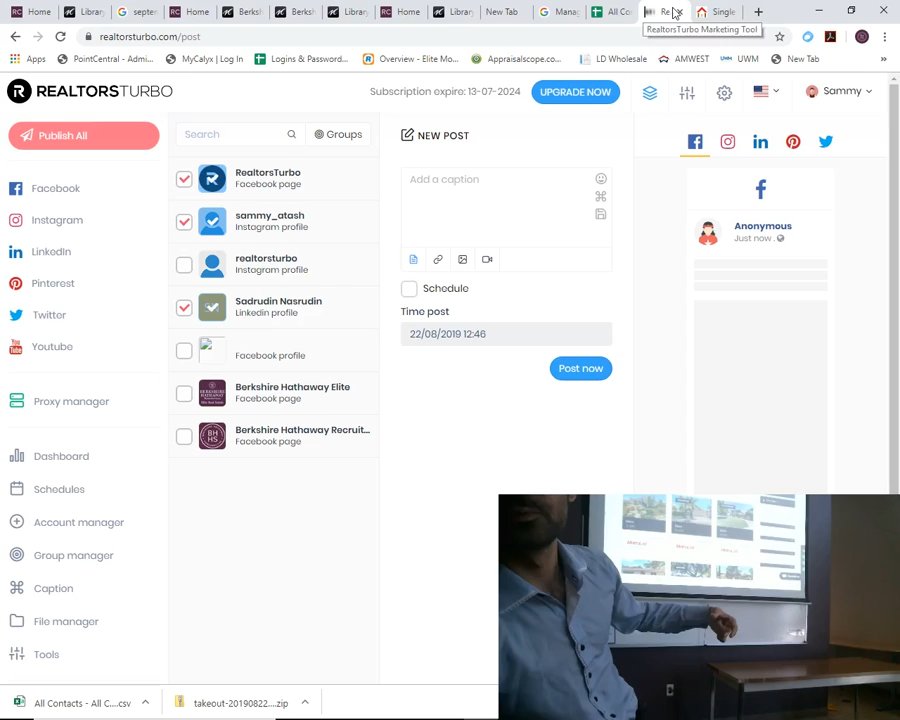 Home
Library
septem
Home
Berksh
Berksh
Library
Home
Library
New Tab
Manag
All Co
Re
Single
realtorsturbo.com/post
RealtorsTurbo Marketing Tool
Apps
PointCentral - Admi...
MyCalyx | Log In
Logins & Password...
Overview - Elite Mo...
Appraisalscope.co...
LD Wholesale
AMWEST
UWM
New Tab
REALTORSTURBO
Subscription expire: 13-07-2024
UPGRADE NOW
Sammy
Publish All
Search
Groups
NEW POST
Facebook
Instagram
LinkedIn
Pinterest
Twitter
Youtube
Proxy manager
Dashboard
Schedules
Account manager
Group manager
Caption
File manager
Tools
RealtorsTurbo
Facebook page
sammy_atash
Instagram profile
realtorsturbo
Instagram profile
Sadrudin Nasrudin
Linkedin profile
Facebook profile
Berkshire Hathaway Elite
Facebook page
Berkshire Hathaway Recruit...
Facebook page
Add a caption
Schedule
Time post
22/08/2019 12:46
Post now
Anonymous
Just now .
All Contacts - All C....csv
takeout-20190822....zip